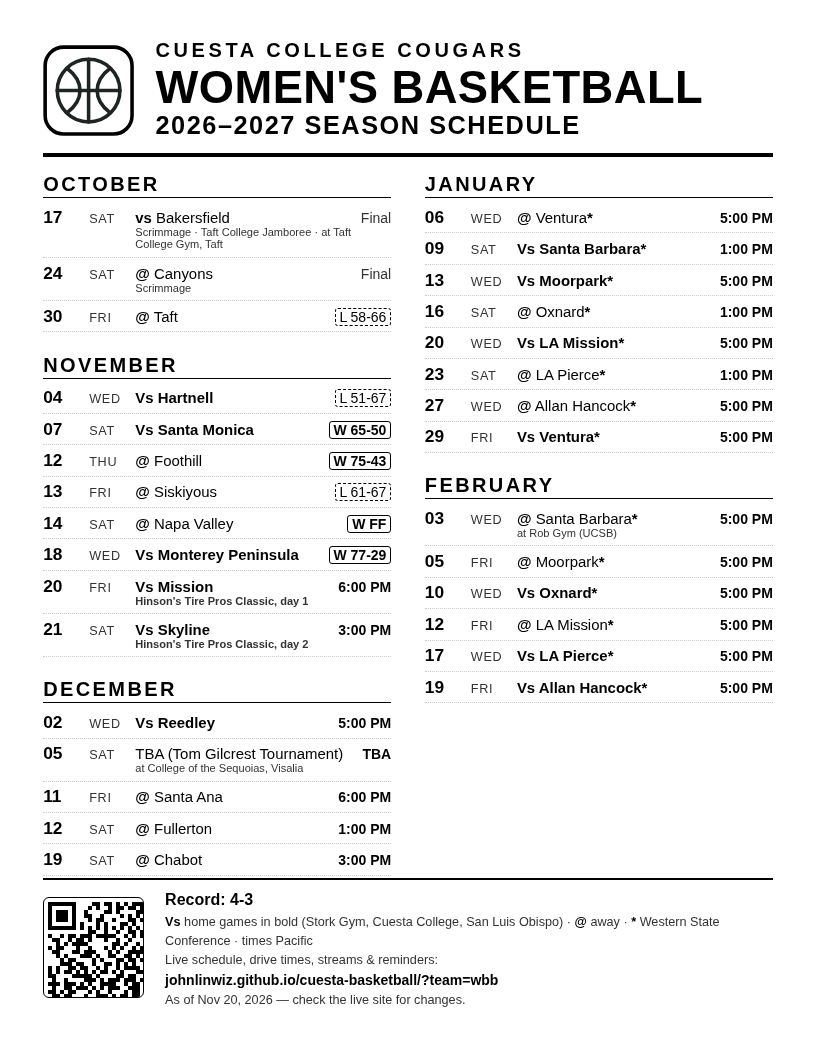 CUESTA COLLEGE COUGARS
WOMEN'S BASKETBALL
2026–2027 SEASON SCHEDULE
OCTOBER
17 SAT vs Bakersfield Final
Scrimmage · Taft College Jamboree · at Taft
College Gym, Taft
24 SAT @ Canyons Final
Scrimmage
30 FRI @ Taft L 58-66
NOVEMBER
04 WED Vs Hartnell L 51-67
07 SAT Vs Santa Monica W 65-50
12 THU @ Foothill W 75-43
13 FRI @ Siskiyous L 61-67
14 SAT @ Napa Valley W FF
18 WED Vs Monterey Peninsula W 77-29
20 FRI Vs Mission 6:00 PM
Hinson's Tire Pros Classic, day 1
21 SAT Vs Skyline 3:00 PM
Hinson's Tire Pros Classic, day 2
DECEMBER
02 WED Vs Reedley 5:00 PM
05 SAT TBA (Tom Gilcrest Tournament) TBA
at College of the Sequoias, Visalia
11 FRI @ Santa Ana 6:00 PM
12 SAT @ Fullerton 1:00 PM
19 SAT @ Chabot 3:00 PM
JANUARY
06 WED @ Ventura* 5:00 PM
09 SAT Vs Santa Barbara* 1:00 PM
13 WED Vs Moorpark* 5:00 PM
16 SAT @ Oxnard* 1:00 PM
20 WED Vs LA Mission* 5:00 PM
23 SAT @ LA Pierce* 1:00 PM
27 WED @ Allan Hancock* 5:00 PM
29 FRI Vs Ventura* 5:00 PM
FEBRUARY
03 WED @ Santa Barbara* 5:00 PM
at Rob Gym (UCSB)
05 FRI @ Moorpark* 5:00 PM
10 WED Vs Oxnard* 5:00 PM
12 FRI @ LA Mission* 5:00 PM
17 WED Vs LA Pierce* 5:00 PM
19 FRI Vs Allan Hancock* 5:00 PM
Record: 4-3
Vs home games in bold (Stork Gym, Cuesta College, San Luis Obispo) · @ away · * Western State
Conference · times Pacific
Live schedule, drive times, streams & reminders:
johnlinwiz.github.io/cuesta-basketball/?team=wbb
As of Nov 20, 2026 — check the live site for changes.